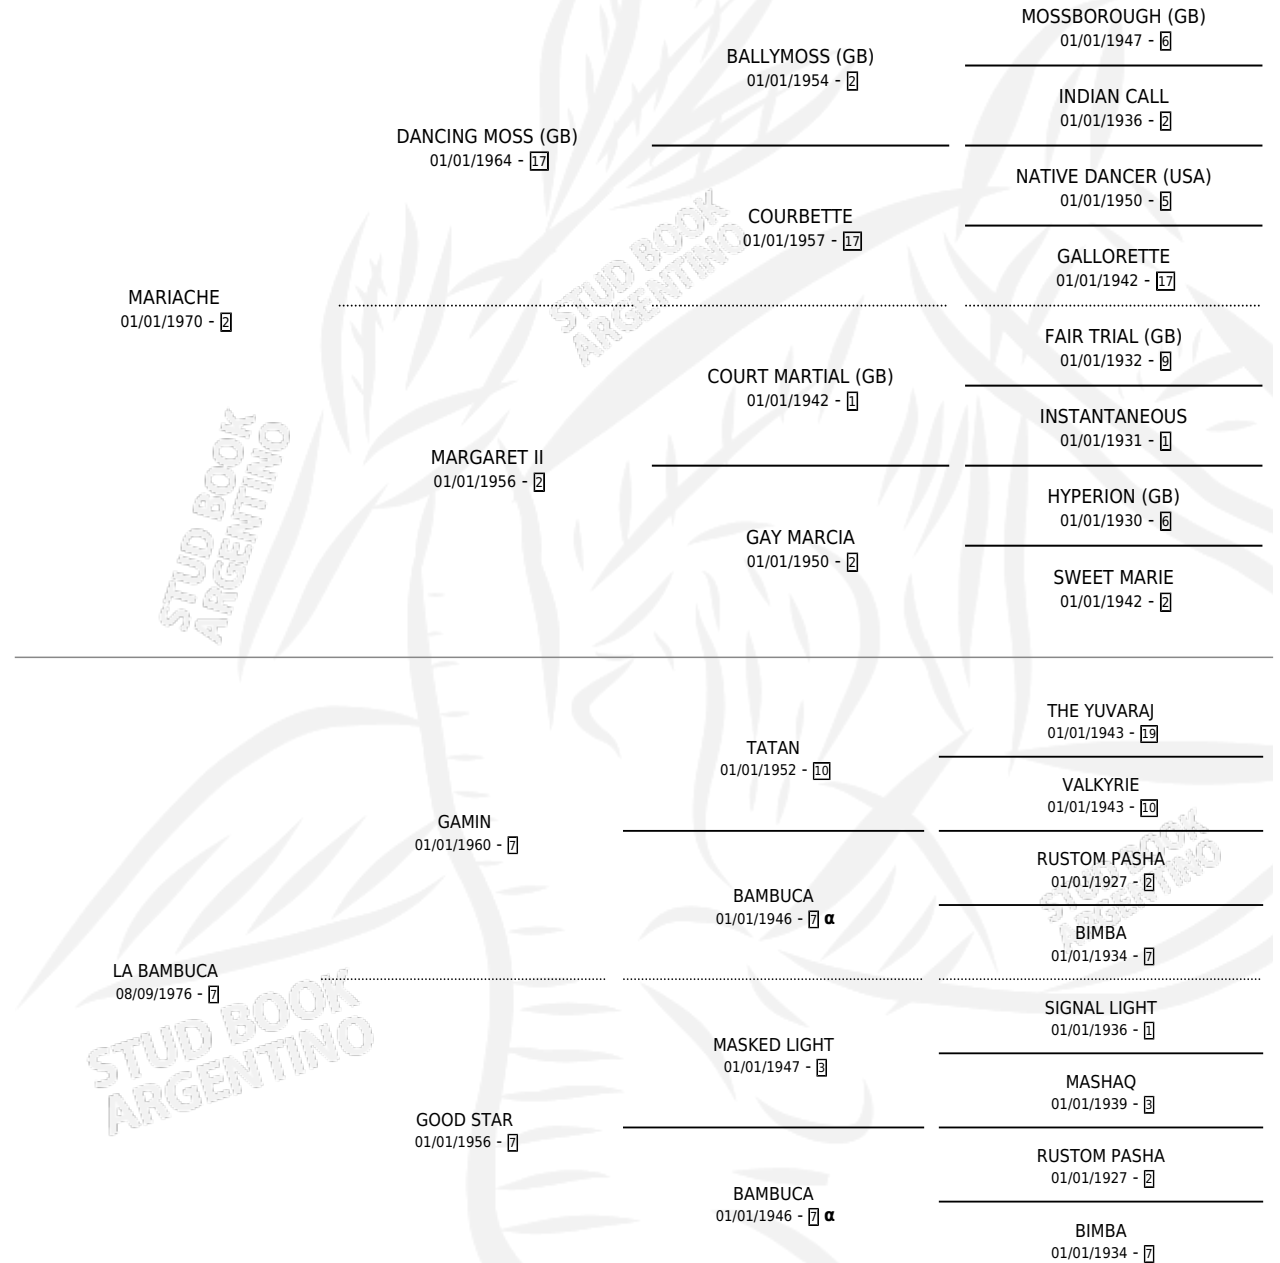 MOSSBOROUGH (GB)
01/01/1947 - 6
BALLYMOSS (GB)
01/01/1954 - 2
INDIAN CALL
01/01/1936 - 2
DANCING MOSS (GB)
01/01/1964 - 17
NATIVE DANCER (USA)
01/01/1950 - 5
COURBETTE
01/01/1957 - 17
GALLORETTE
01/01/1942 - 17
MARIACHE
01/01/1970 - 2
FAIR TRIAL (GB)
01/01/1932 - 9
COURT MARTIAL (GB)
01/01/1942 - 1
INSTANTANEOUS
01/01/1931 - 1
MARGARET II
01/01/1956 - 2
HYPERION (GB)
01/01/1930 - 6
GAY MARCIA
01/01/1950 - 2
SWEET MARIE
01/01/1942 - 2
THE YUVARAJ
01/01/1943 - 19
TATAN
01/01/1952 - 10
VALKYRIE
01/01/1943 - 10
GAMIN
01/01/1960 - 7
RUSTOM PASHA
01/01/1927 - 2
BAMBUCA
01/01/1946 - 7 α
BIMBA
01/01/1934 - 7
LA BAMBUCA
08/09/1976 - 7
SIGNAL LIGHT
01/01/1936 - 1
MASKED LIGHT
01/01/1947 - 3
MASHAQ
01/01/1939 - 3
GOOD STAR
01/01/1956 - 7
RUSTOM PASHA
01/01/1927 - 2
BAMBUCA
01/01/1946 - 7 α
BIMBA
01/01/1934 - 7
STUD BOOK
ARGENTINO
STUD BOOK
ARGENTINO
STUD BOOK
ARGENTINO
STUD BOOK
ARGENTINO